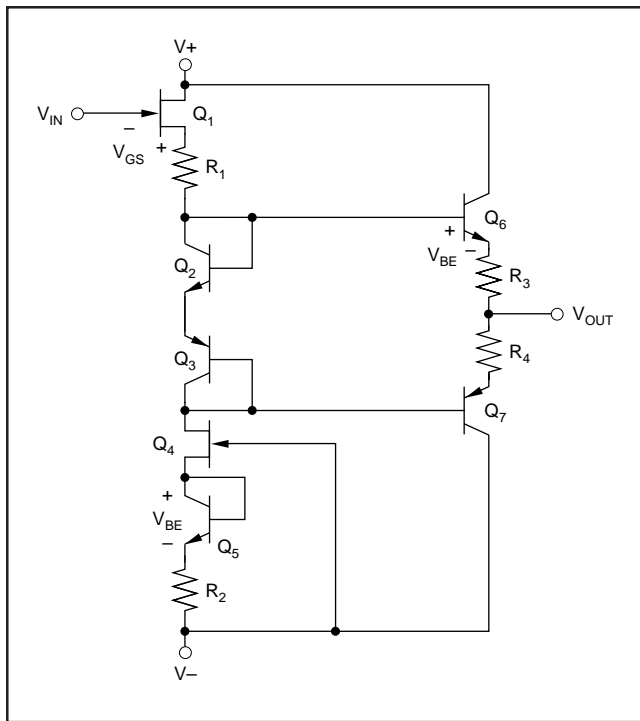 V+
V_IN
Q_1
−
V_GS
+
R_1
Q_2
+
Q_6
V_BE
−
R_3
V_OUT
Q_3
R_4
Q_7
Q_4
+
V_BE
−
Q_5
R_2
V−